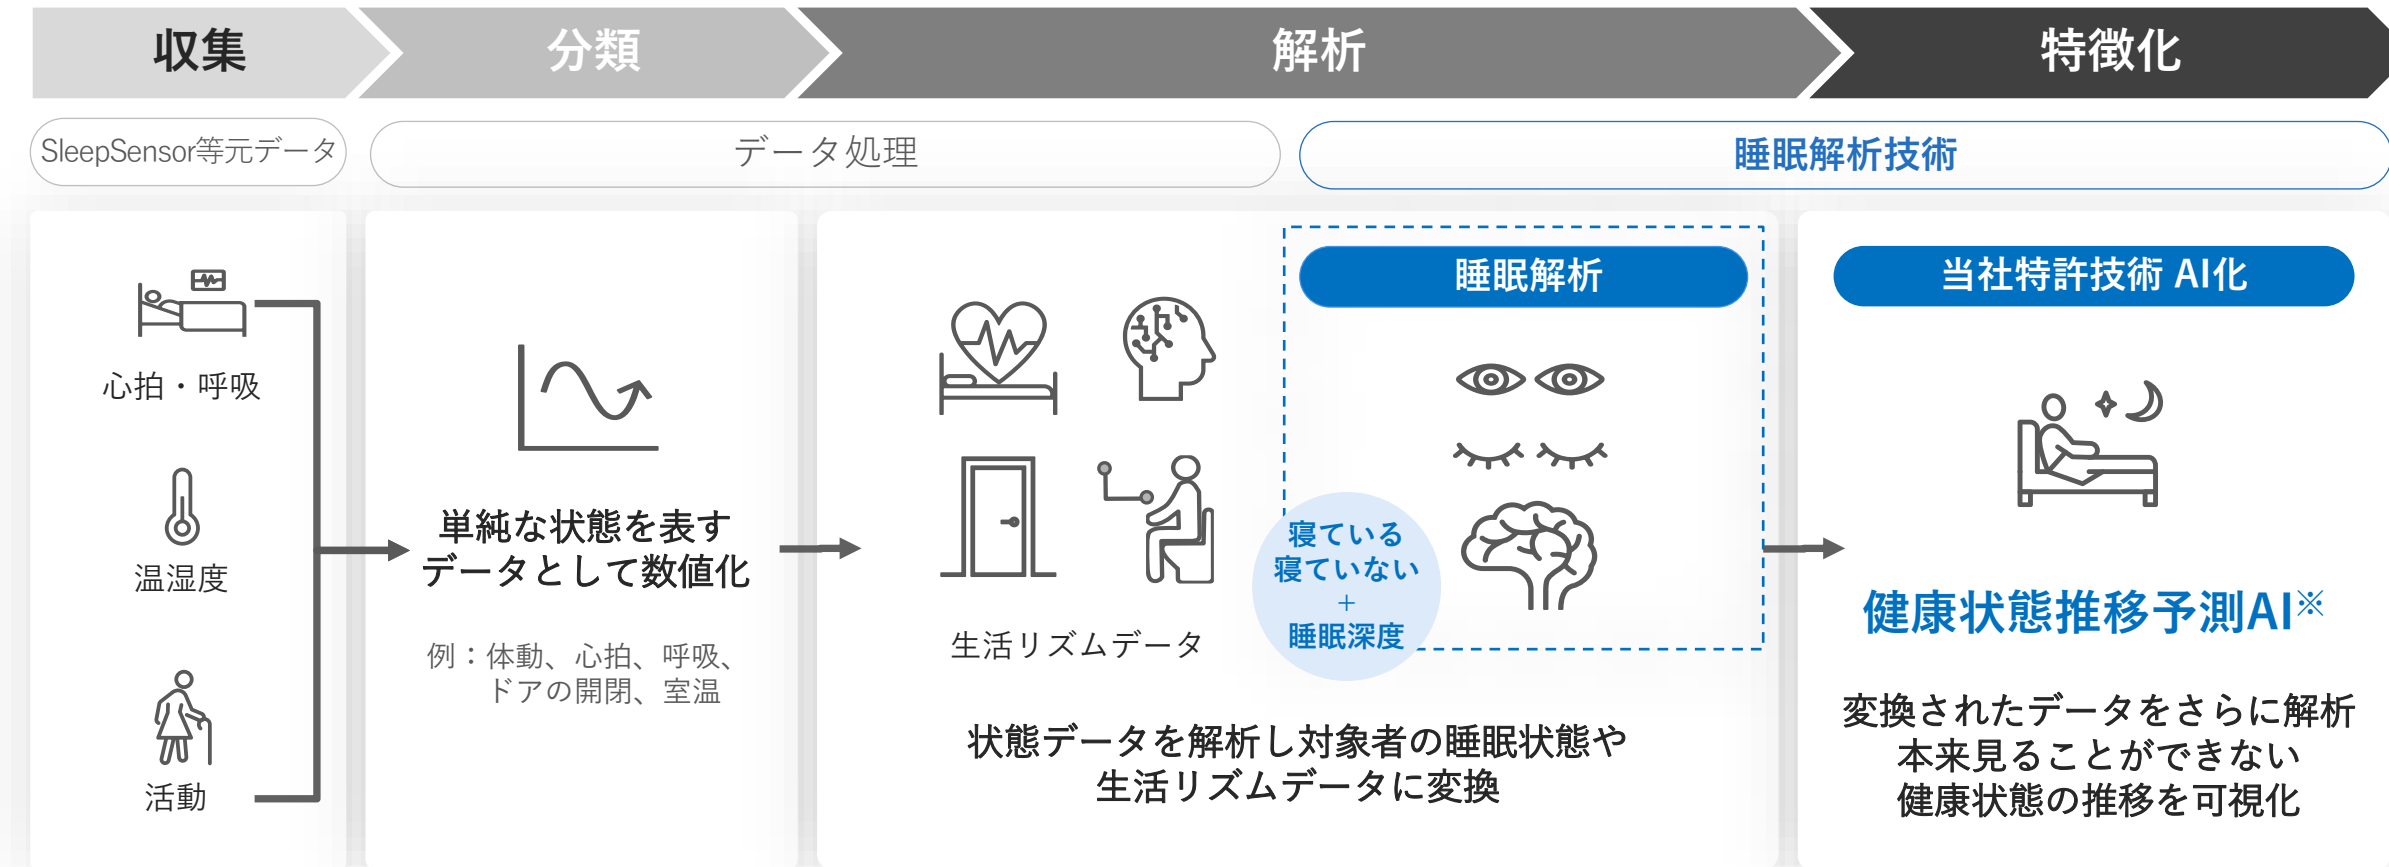 収集
分類
解析
特徴化
SleepSensor等元データ
データ処理
睡眠解析技術
心拍・呼吸
温湿度
活動
単純な状態を表す
データとして数値化
例：体動、心拍、呼吸、
ドアの開閉、室温
生活リズムデータ
睡眠解析
寝ている
寝ていない
+
睡眠深度
状態データを解析し対象者の睡眠状態や
生活リズムデータに変換
当社特許技術 AI化
健康状態推移予測AI※
変換されたデータをさらに解析
本来見ることができない
健康状態の推移を可視化